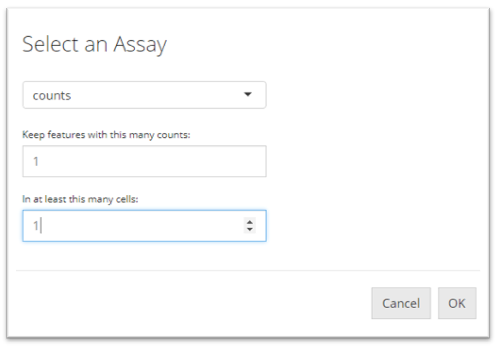 Select an Assay
counts
Keep features with this many counts:
1
In at least this many cells:
1
Cancel OK